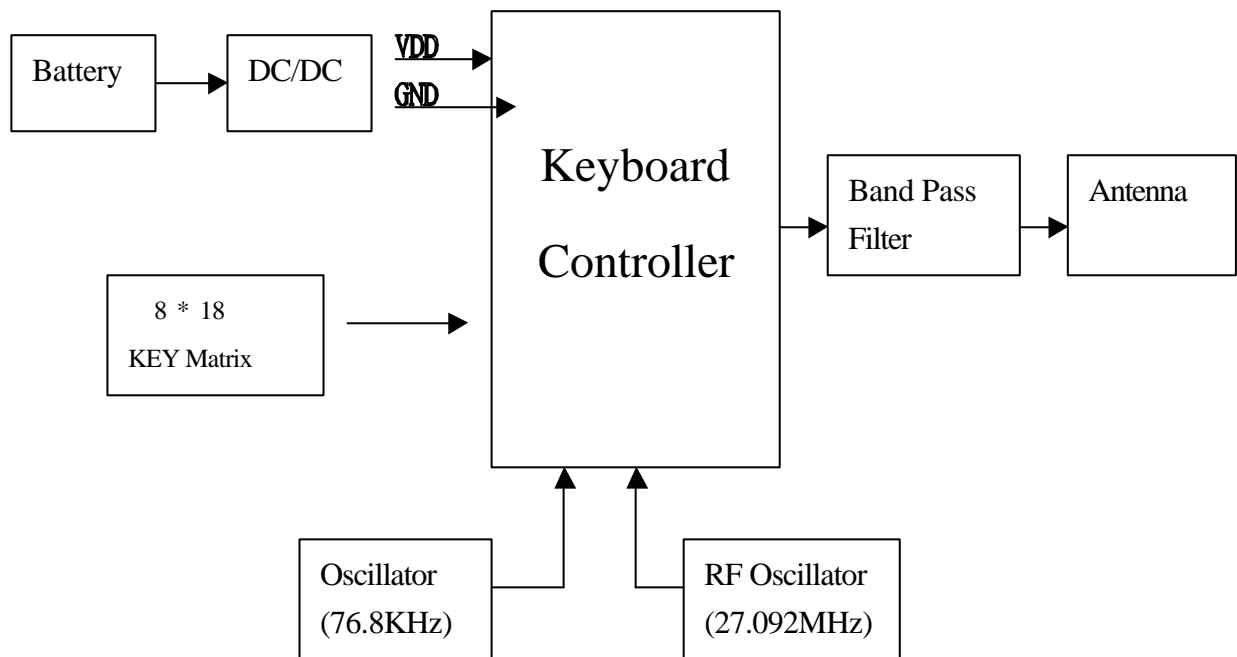 Battery
DC/DC
VDD
GND
Keyboard
Controller
Band Pass
Filter
Antenna
8 * 18
KEY Matrix
Oscillator
(76.8KHz)
RF Oscillator
(27.092MHz)